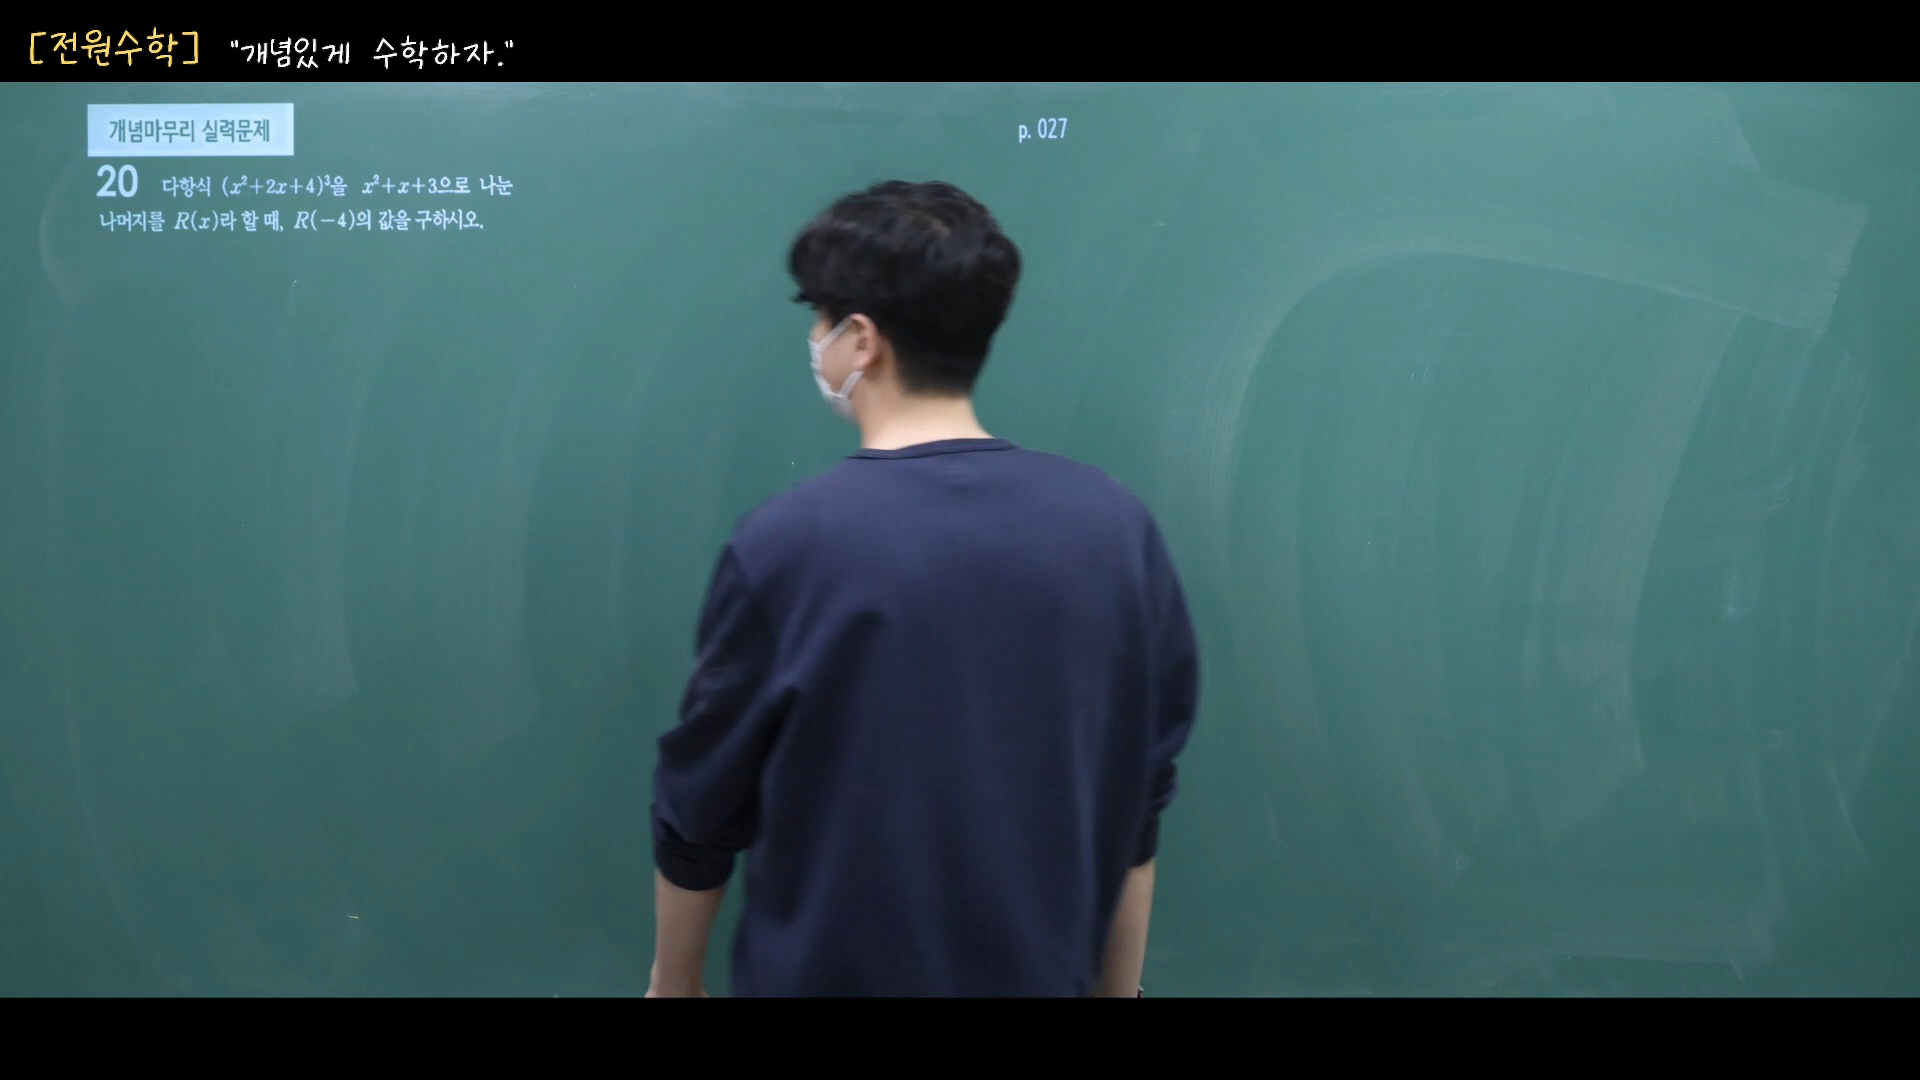 [전원수학] "개념있게 수학하자."
개념마무리 실력문제
p. 027
20 다항식 (x²+2x+4)³을 x²+x+3으로 나눈
나머지를 R(x)라 할 때, R(−4)의 값을 구하시오.